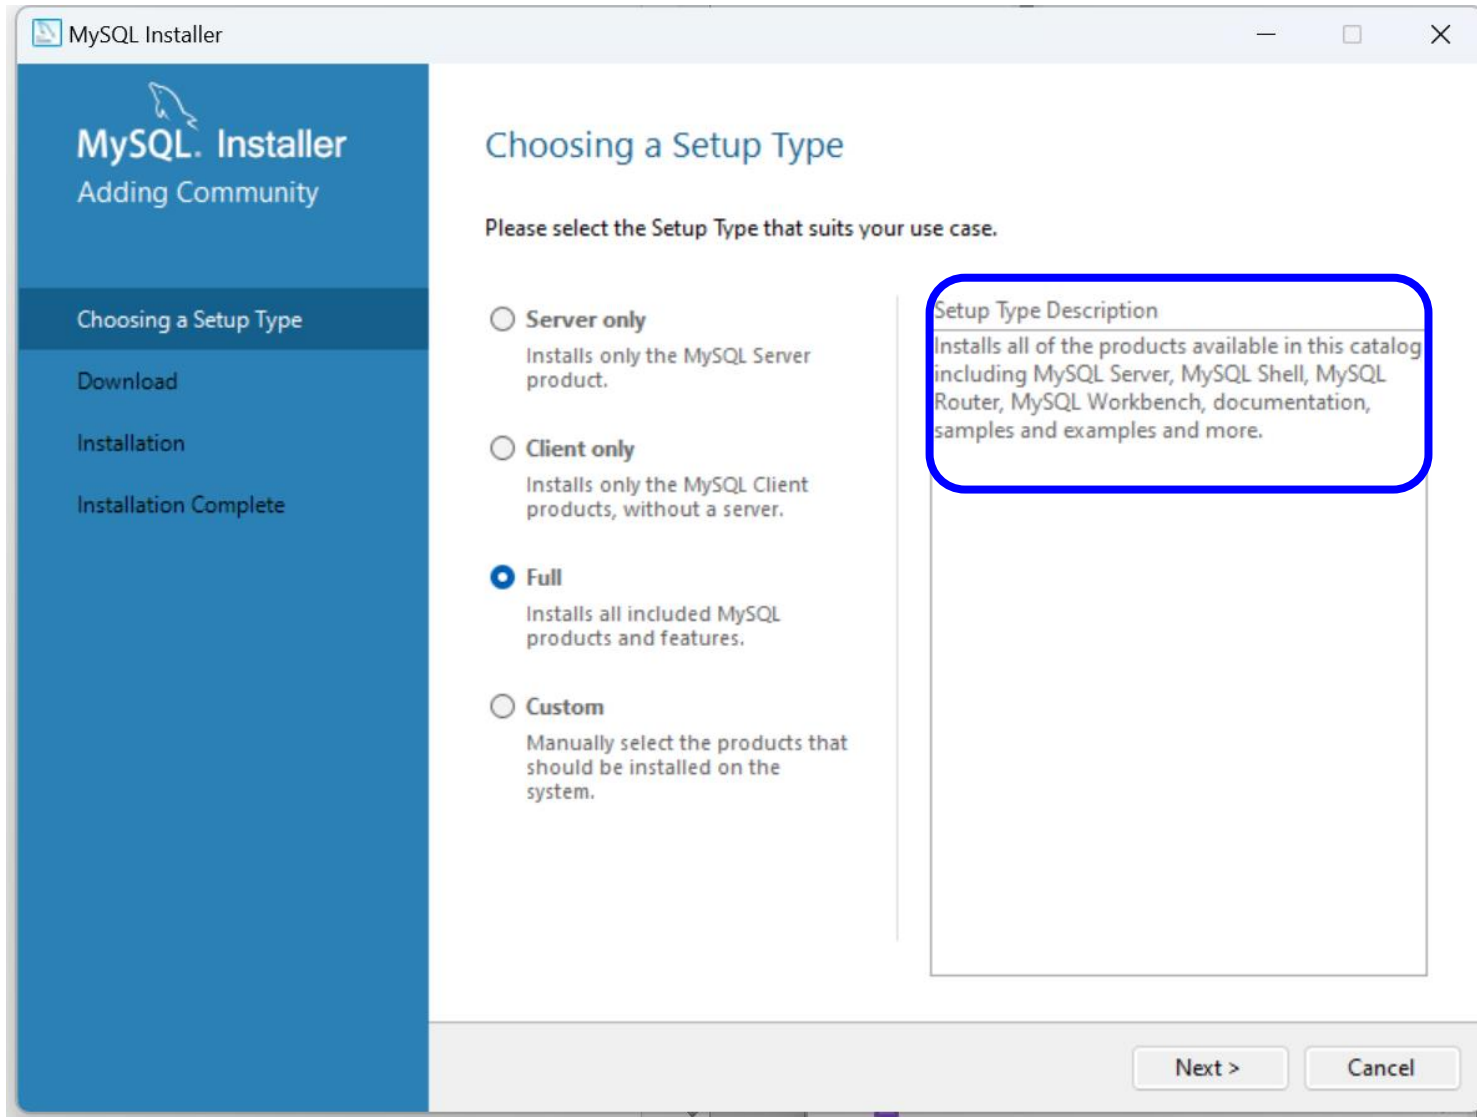 MySQL Installer
MySQL. Installer
Adding Community
Choosing a Setup Type
Download
Installation
Installation Complete
Choosing a Setup Type
Please select the Setup Type that suits your use case.
Server only
Installs only the MySQL Server
product.
Client only
Installs only the MySQL Client
products, without a server.
Full
Installs all included MySQL
products and features.
Custom
Manually select the products that
should be installed on the
system.
Setup Type Description
Installs all of the products available in this catalog
including MySQL Server, MySQL Shell, MySQL
Router, MySQL Workbench, documentation,
samples and examples and more.
Next >
Cancel